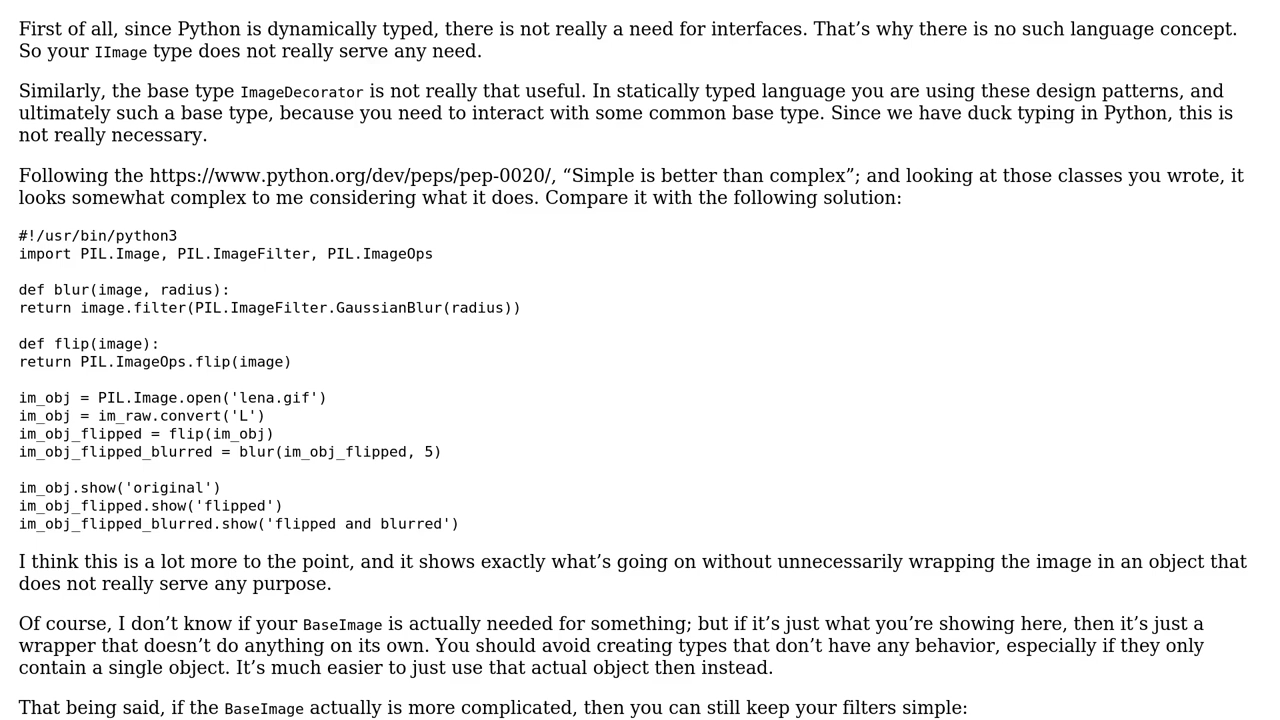 First of all, since Python is dynamically typed, there is not really a need for interfaces. That’s why there is no such language concept.
So your IImage type does not really serve any need.
Similarly, the base type ImageDecorator is not really that useful. In statically typed language you are using these design patterns, and
ultimately such a base type, because you need to interact with some common base type. Since we have duck typing in Python, this is
not really necessary.
Following the https://www.python.org/dev/peps/pep-0020/, “Simple is better than complex”; and looking at those classes you wrote, it
looks somewhat complex to me considering what it does. Compare it with the following solution:
#!/usr/bin/python3
import PIL.Image, PIL.ImageFilter, PIL.ImageOps
def blur(image, radius):
return image.filter(PIL.ImageFilter.GaussianBlur(radius))
def flip(image):
return PIL.ImageOps.flip(image)
im_obj = PIL.Image.open('lena.gif')
im_obj = im_raw.convert('L')
im_obj_flipped = flip(im_obj)
im_obj_flipped_blurred = blur(im_obj_flipped, 5)
im_obj.show('original')
im_obj_flipped.show('flipped')
im_obj_flipped_blurred.show('flipped and blurred')
I think this is a lot more to the point, and it shows exactly what’s going on without unnecessarily wrapping the image in an object that
does not really serve any purpose.
Of course, I don’t know if your BaseImage is actually needed for something; but if it’s just what you’re showing here, then it’s just a
wrapper that doesn’t do anything on its own. You should avoid creating types that don’t have any behavior, especially if they only
contain a single object. It’s much easier to just use that actual object then instead.
That being said, if the BaseImage actually is more complicated, then you can still keep your filters simple: